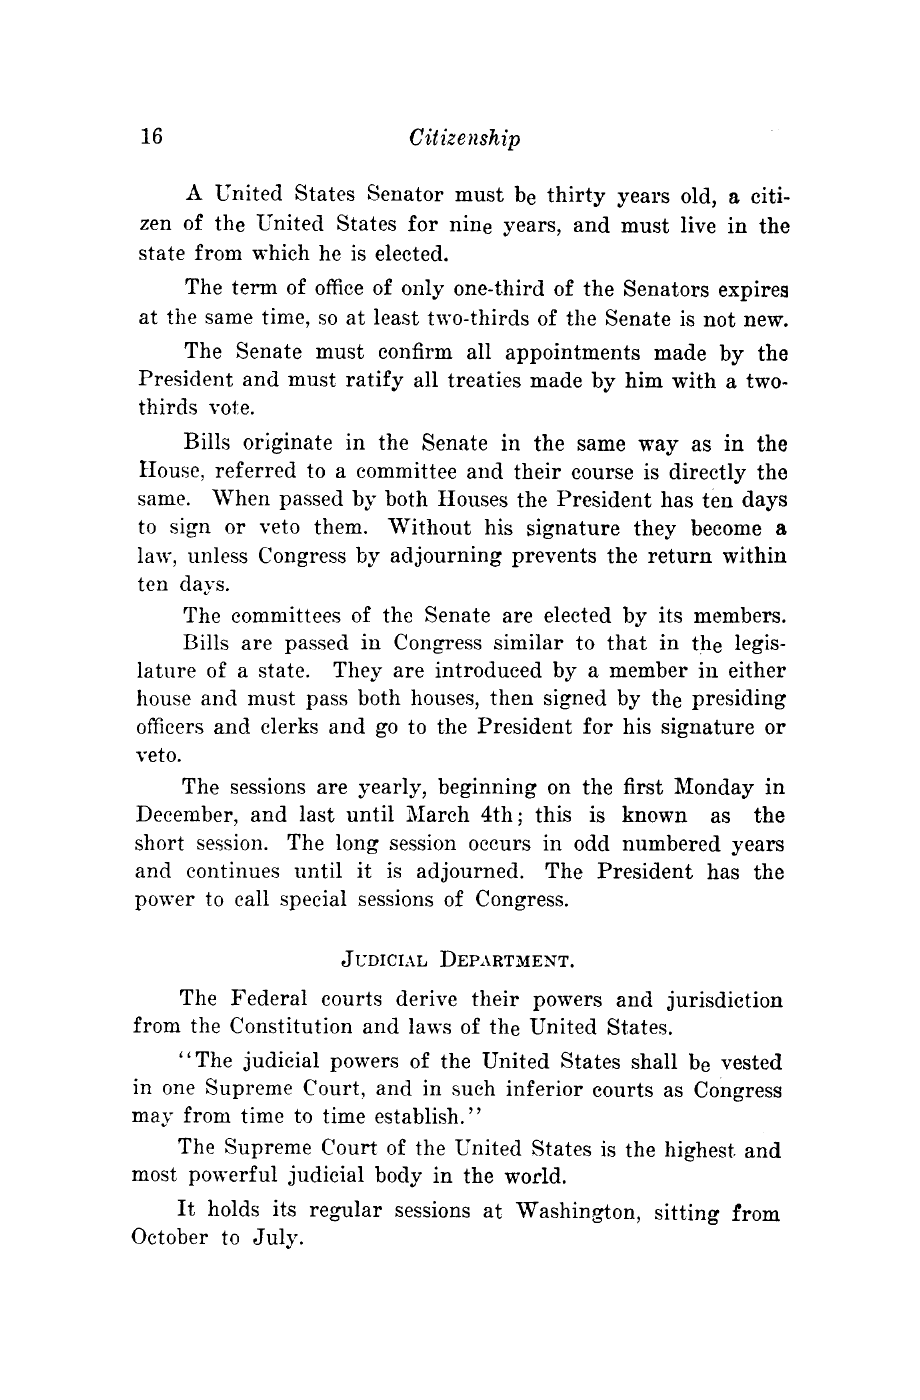 16 Citizenship
A United States Senator must be thirty years old, a citi-
zen of the United States for nine years, and must live in the
state from which he is elected.
The term of office of only one-third of the Senators expires
at the same time, so at least two-thirds of the Senate is not new.
The Senate must confirm all appointments made by the
President and must ratify all treaties made by him with a two-
thirds vote.
Bills originate in the Senate in the same way as in the
House, referred to a committee and their course is directly the
same. When passed by both Houses the President has ten days
to sign or veto them. Without his signature they become a
law, unless Congress by adjourning prevents the return within
ten days.
The committees of the Senate are elected by its members.
Bills are passed in Congress similar to that in the legis-
lature of a state. They are introduced by a member in either
house and must pass both houses, then signed by the presiding
officers and clerks and go to the President for his signature or
veto.
The sessions are yearly, beginning on the first Monday in
December, and last until March 4th; this is known as the
short session. The long session occurs in odd numbered years
and continues until it is adjourned. The President has the
power to call special sessions of Congress.
JUDICIAL DEPARTMENT.
The Federal courts derive their powers and jurisdiction
from the Constitution and laws of the United States.
"The judicial powers of the United States shall be vested
in one Supreme Court, and in such inferior courts as Congress
may from time to time establish."
The Supreme Court of the United States is the highest and
most powerful judicial body in the world.
It holds its regular sessions at Washington, sitting from
October to July.